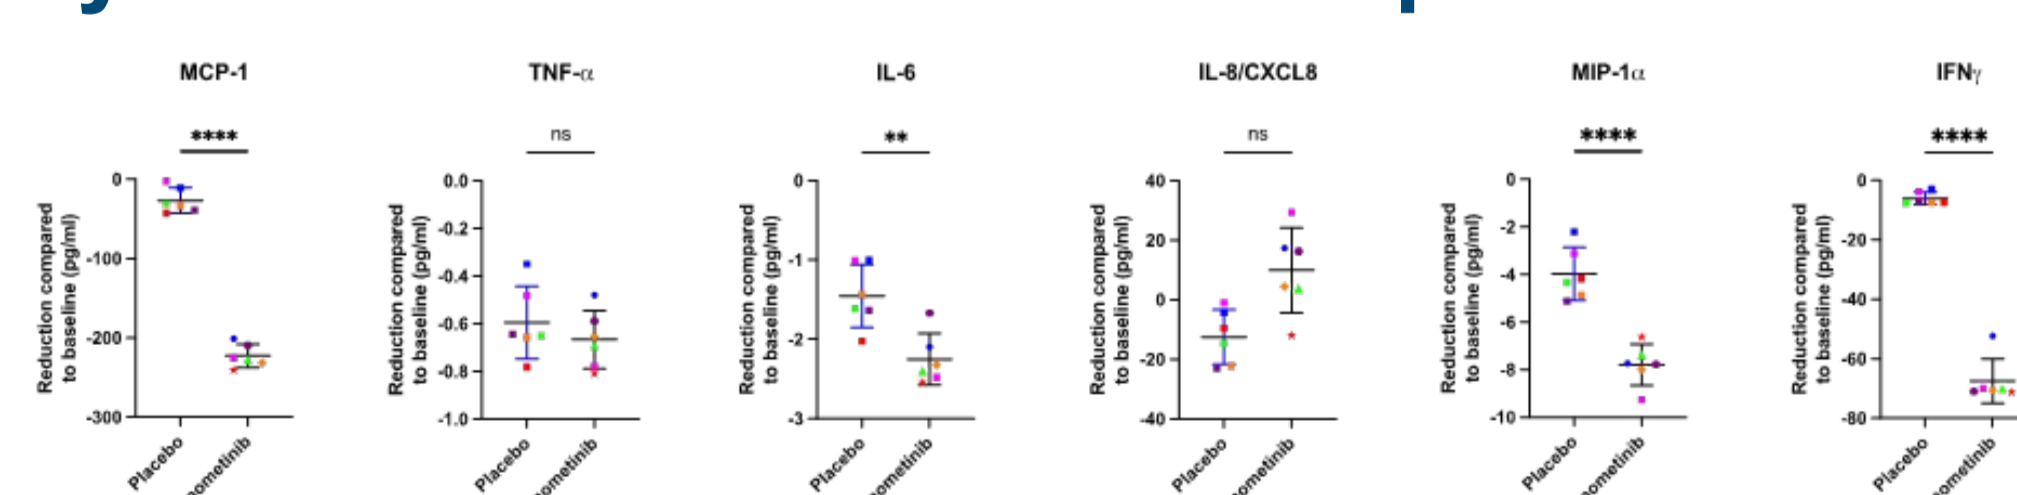 MCP-1
****
0
-100
-200
-300
Reduction compared
to baseline (pg/ml)
Placebo
TNF-α
ns
0.0
-0.2
-0.4
-0.6
-0.8
-1.0
Reduction compared
to baseline (pg/ml)
Placebo
IL-6
**
0
-1
-2
-3
Reduction compared
to baseline (pg/ml)
Placebo
IL-8/CXCL8
ns
40
20
0
-20
-40
Reduction compared
to baseline (pg/ml)
Placebo
MIP-1α
****
0
-2
-4
-6
-8
-10
Reduction compared
to baseline (pg/ml)
Placebo
IFNγ
****
0
-20
-40
-60
-80
Reduction compared
to baseline (pg/ml)
Placebo